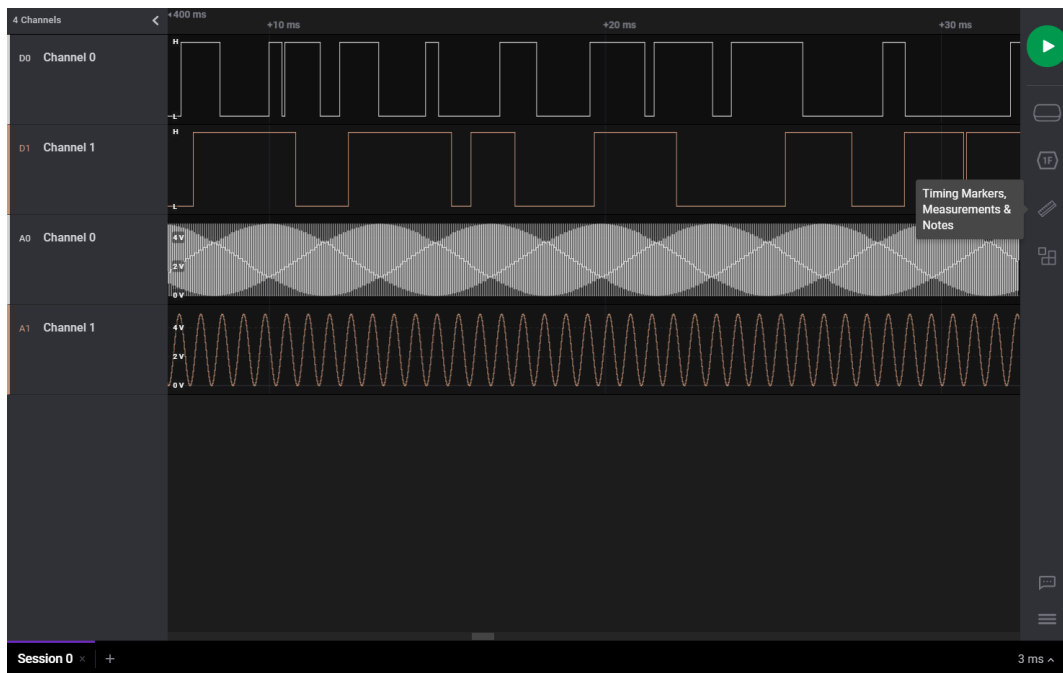 4 Channels
400 ms
+10 ms
+20 ms
+30 ms
D0 Channel 0
H
L
D1 Channel 1
H
L
1F
Timing Markers,
Measurements &
Notes
A0 Channel 0
4 V
2 V
0 V
A1 Channel 1
4 V
2 V
0 V
Session 0 × +
3 ms